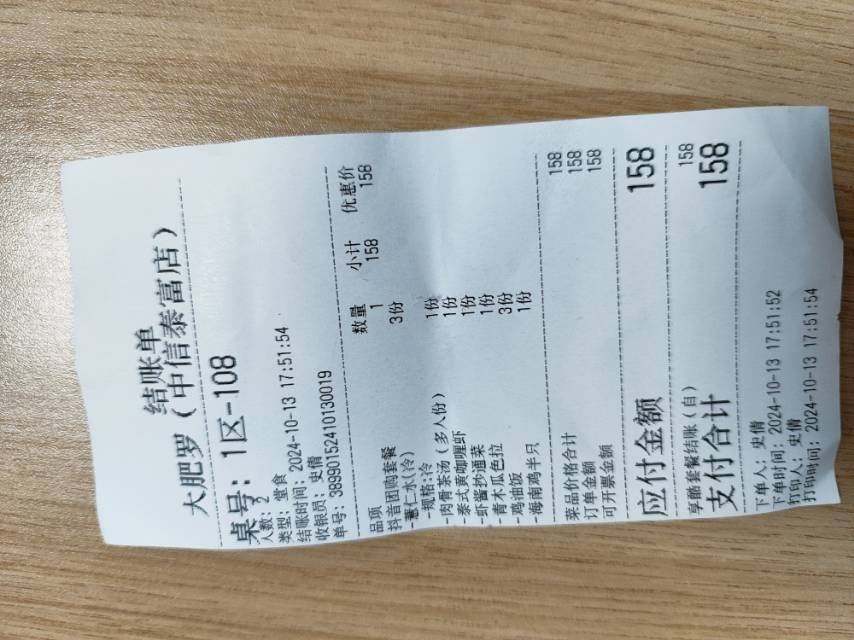 结账单
大肥罗（中信泰富店）
桌号：1区-108
人数：2
类型：堂食
结账时间：2024-10-13 17:51:54
收银员：史倩
单号：38990152410130019
品项 数量 小计 优惠价
抖音团购套餐 1 158 158
-薏仁水(冷) 3份
-规格:冷
-肉骨茶汤(多人份) 1份
-泰式黄咖喱虾 1份
-虾酱抄通菜 1份
-青木瓜色拉 1份
-鸡油饭 3份
-海南鸡半只 1份
菜品价格合计 158
订单金额 158
可开票金额 158
应付金额 158
享酷套餐结账(自) 158
支付合计 158
下单人：史倩
下单时间：2024-10-13 17:51:52
打印人：史倩
打印时间：2024-10-13 17:51:54